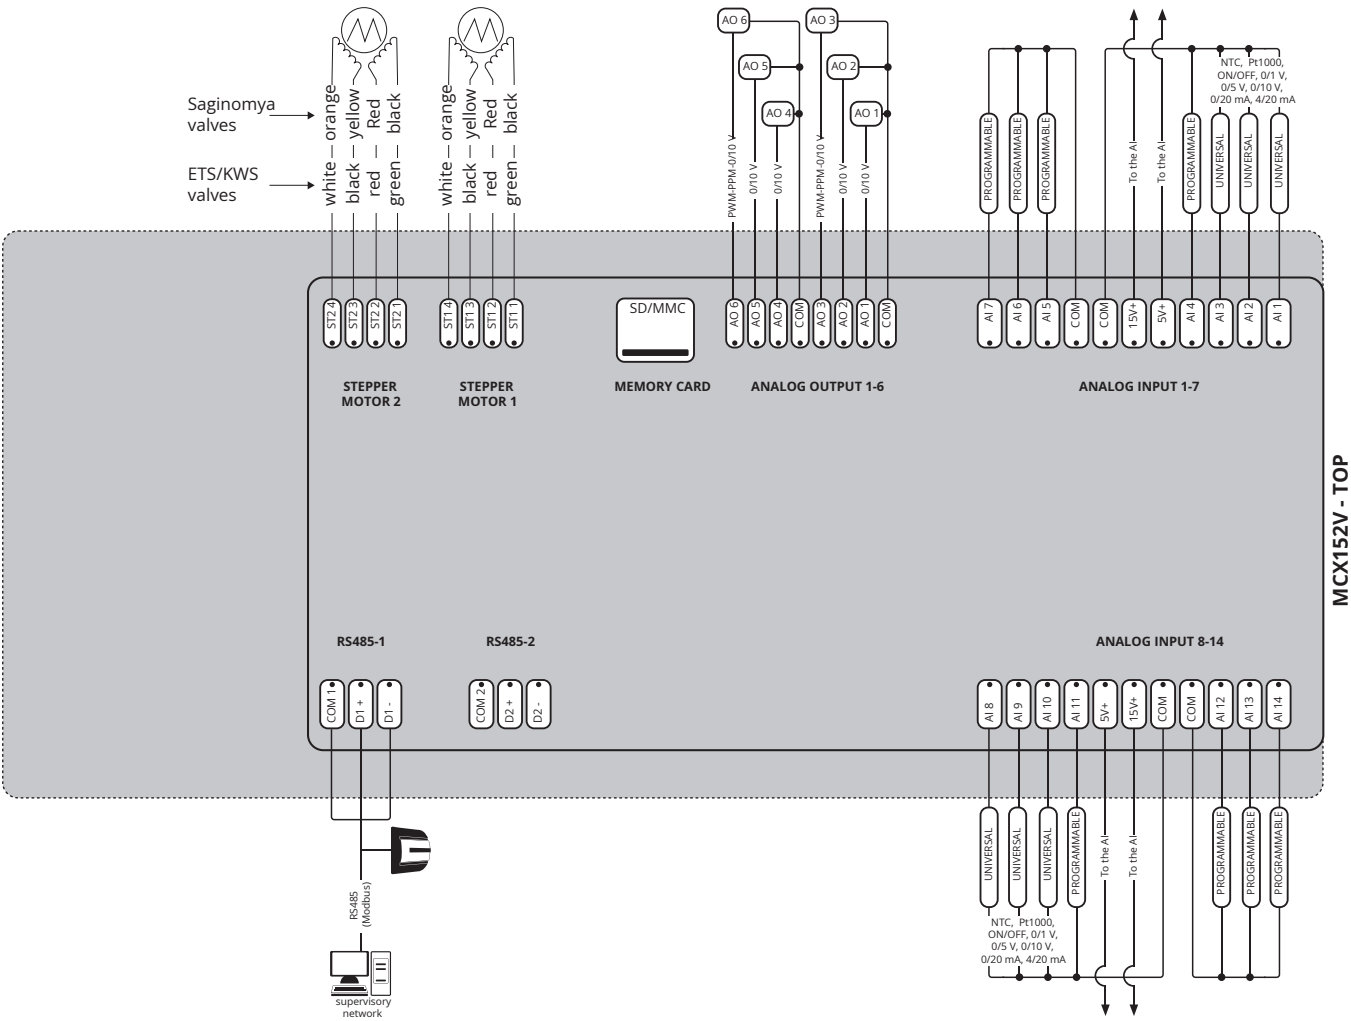 Saginomya
valves
ETS/KWS
valves
white — orange
black — yellow
red — Red
green — black
white — orange
black — yellow
red — Red
green — black
AO 6
AO 5
AO 4
AO 3
AO 2
AO 1
PWM-PPM-0/10 V
0/10 V
0/10 V
PWM-PPM-0/10 V
0/10 V
0/10 V
PROGRAMMABLE
PROGRAMMABLE
PROGRAMMABLE
To the AI
To the AI
PROGRAMMABLE
UNIVERSAL
UNIVERSAL
UNIVERSAL
NTC, Pt1000,
ON/OFF, 0/1 V,
0/5 V, 0/10 V,
0/20 mA, 4/20 mA
ST2 4
ST2 3
ST2 2
ST2 1
ST1 4
ST1 3
ST1 2
ST1 1
SD/MMC
AO 6
AO 5
AO 4
COM
AO 3
AO 2
AO 1
COM
AI 7
AI 6
AI 5
COM
COM
15V+
5V+
AI 4
AI 3
AI 2
AI 1
STEPPER
MOTOR 2
STEPPER
MOTOR 1
MEMORY CARD
ANALOG OUTPUT 1-6
ANALOG INPUT 1-7
MCX152V - TOP
RS485-1
RS485-2
ANALOG INPUT 8-14
COM 1
D1 +
D1 -
COM 2
D2 +
D2 -
AI 8
AI 9
AI 10
AI 11
5V+
15V+
COM
COM
AI 12
AI 13
AI 14
UNIVERSAL
UNIVERSAL
UNIVERSAL
PROGRAMMABLE
To the AI
To the AI
PROGRAMMABLE
PROGRAMMABLE
PROGRAMMABLE
NTC, Pt1000,
ON/OFF, 0/1 V,
0/5 V, 0/10 V,
0/20 mA, 4/20 mA
RS485
(Modbus)
supervisory
network